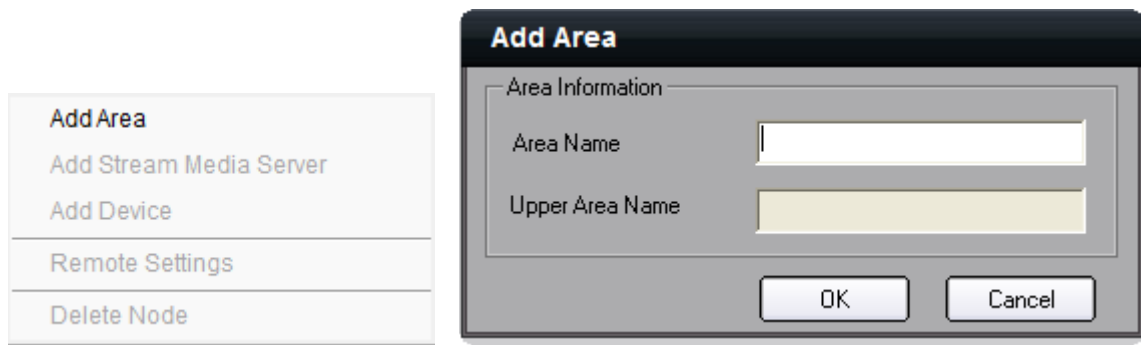 Add Area
Add Stream Media Server
Add Device
Remote Settings
Delete Node
Add Area
Area Information
Area Name
Upper Area Name
OK
Cancel